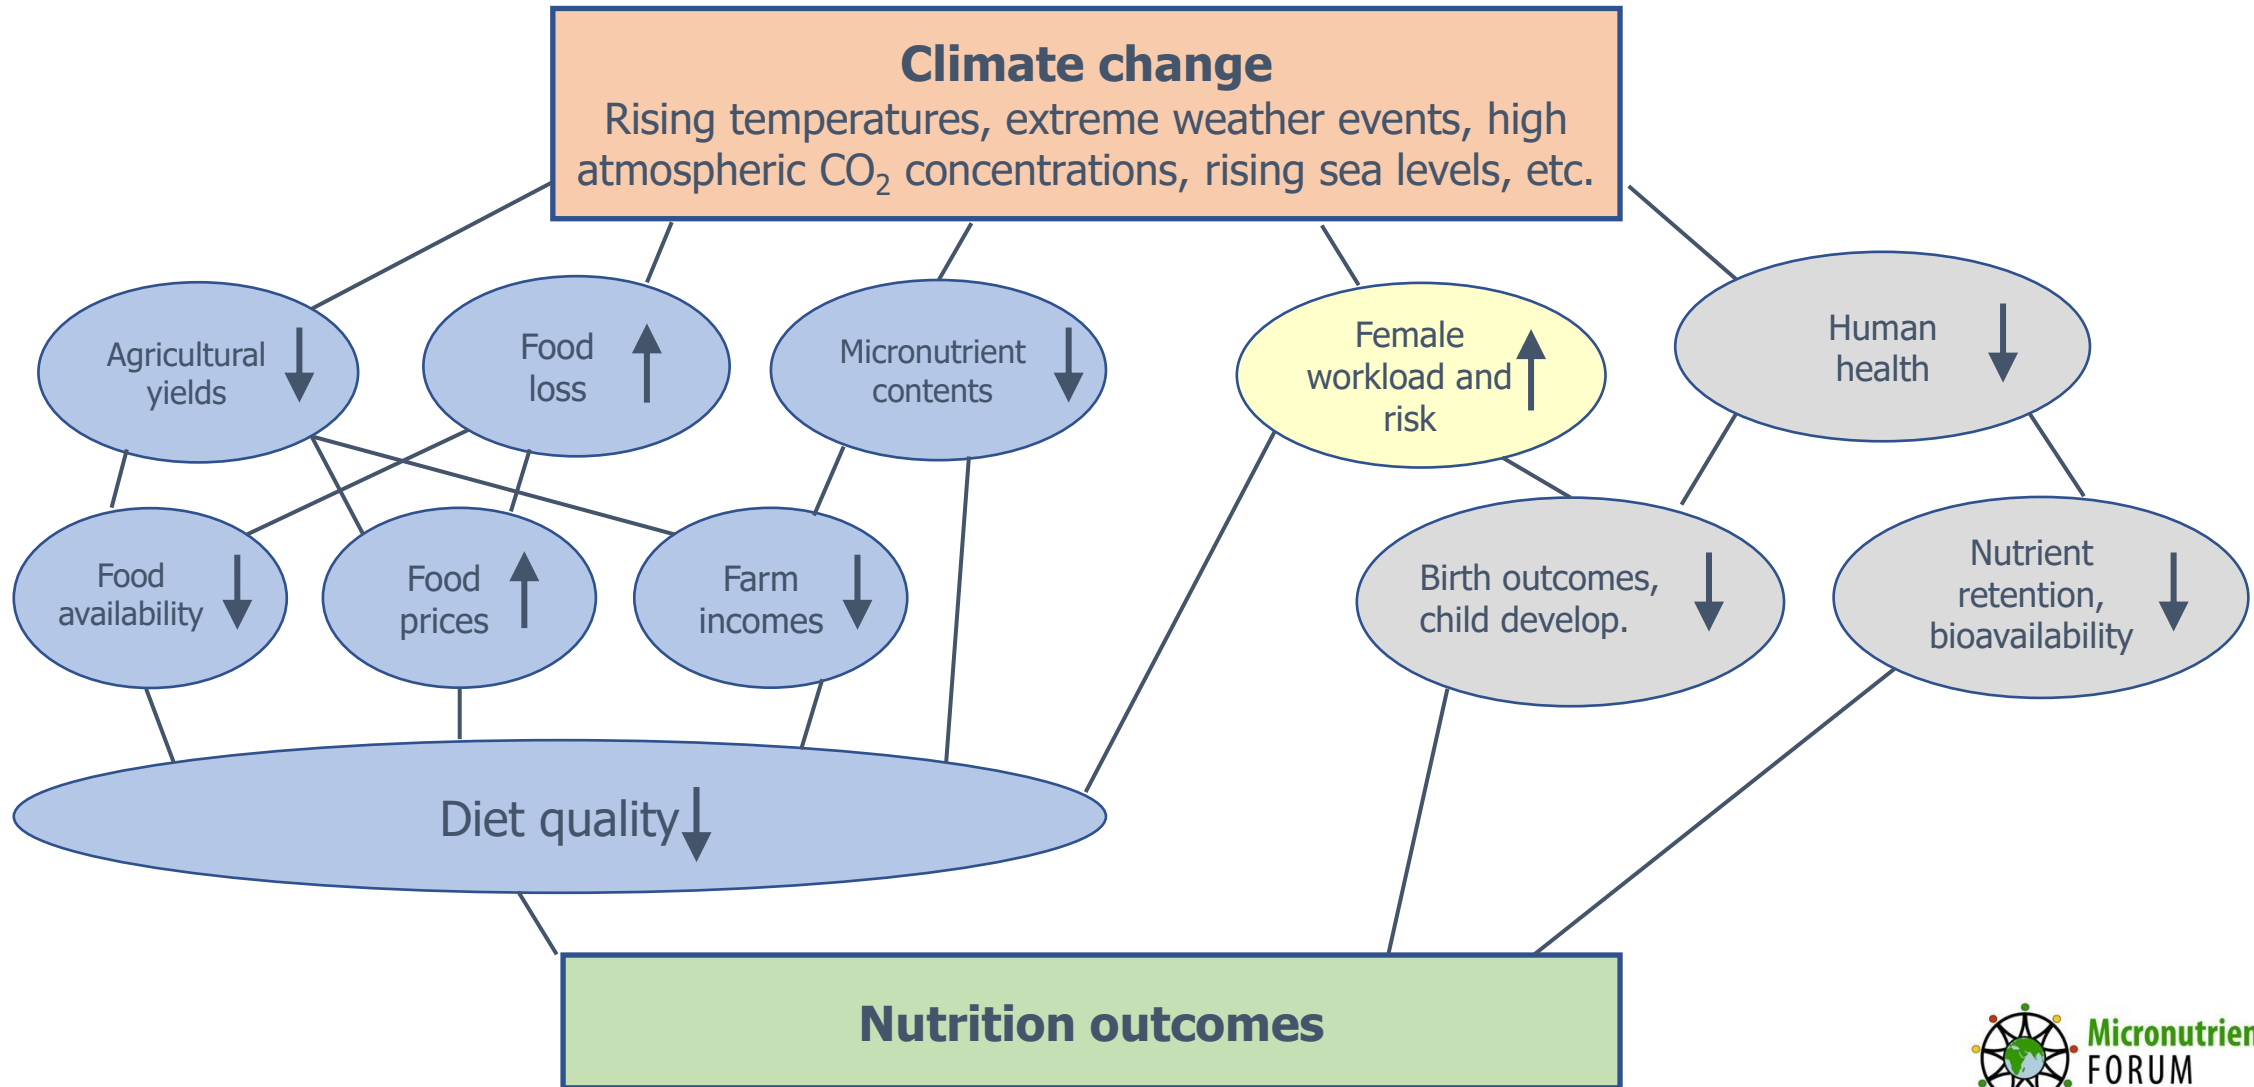 Climate change
Rising temperatures, extreme weather events, high
atmospheric CO₂ concentrations, rising sea levels, etc.
Agricultural
yields
Food
loss
Micronutrient
contents
Female
workload and
risk
Human
health
Food
availability
Food
prices
Farm
incomes
Birth outcomes,
child develop.
Nutrient
retention,
bioavailability
Diet quality
Nutrition outcomes
Micronutrien
FORUM